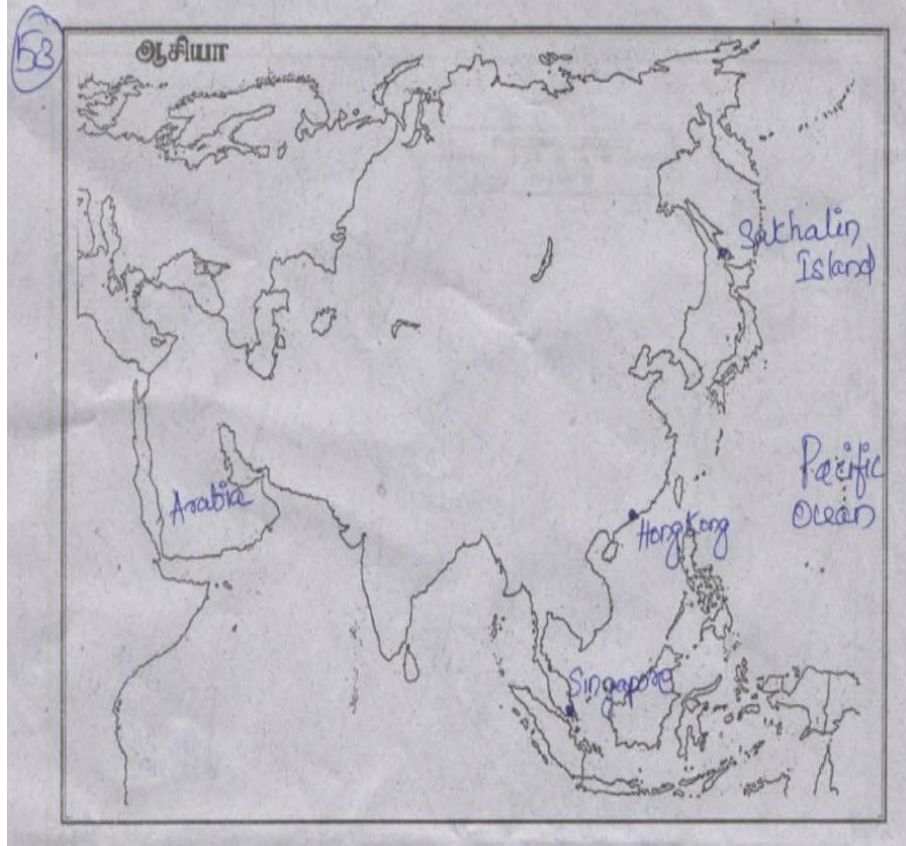 53
ஆசியா
Sakhalin
Island
Pacific
Ocean
Arabia
HongKong
Singapore